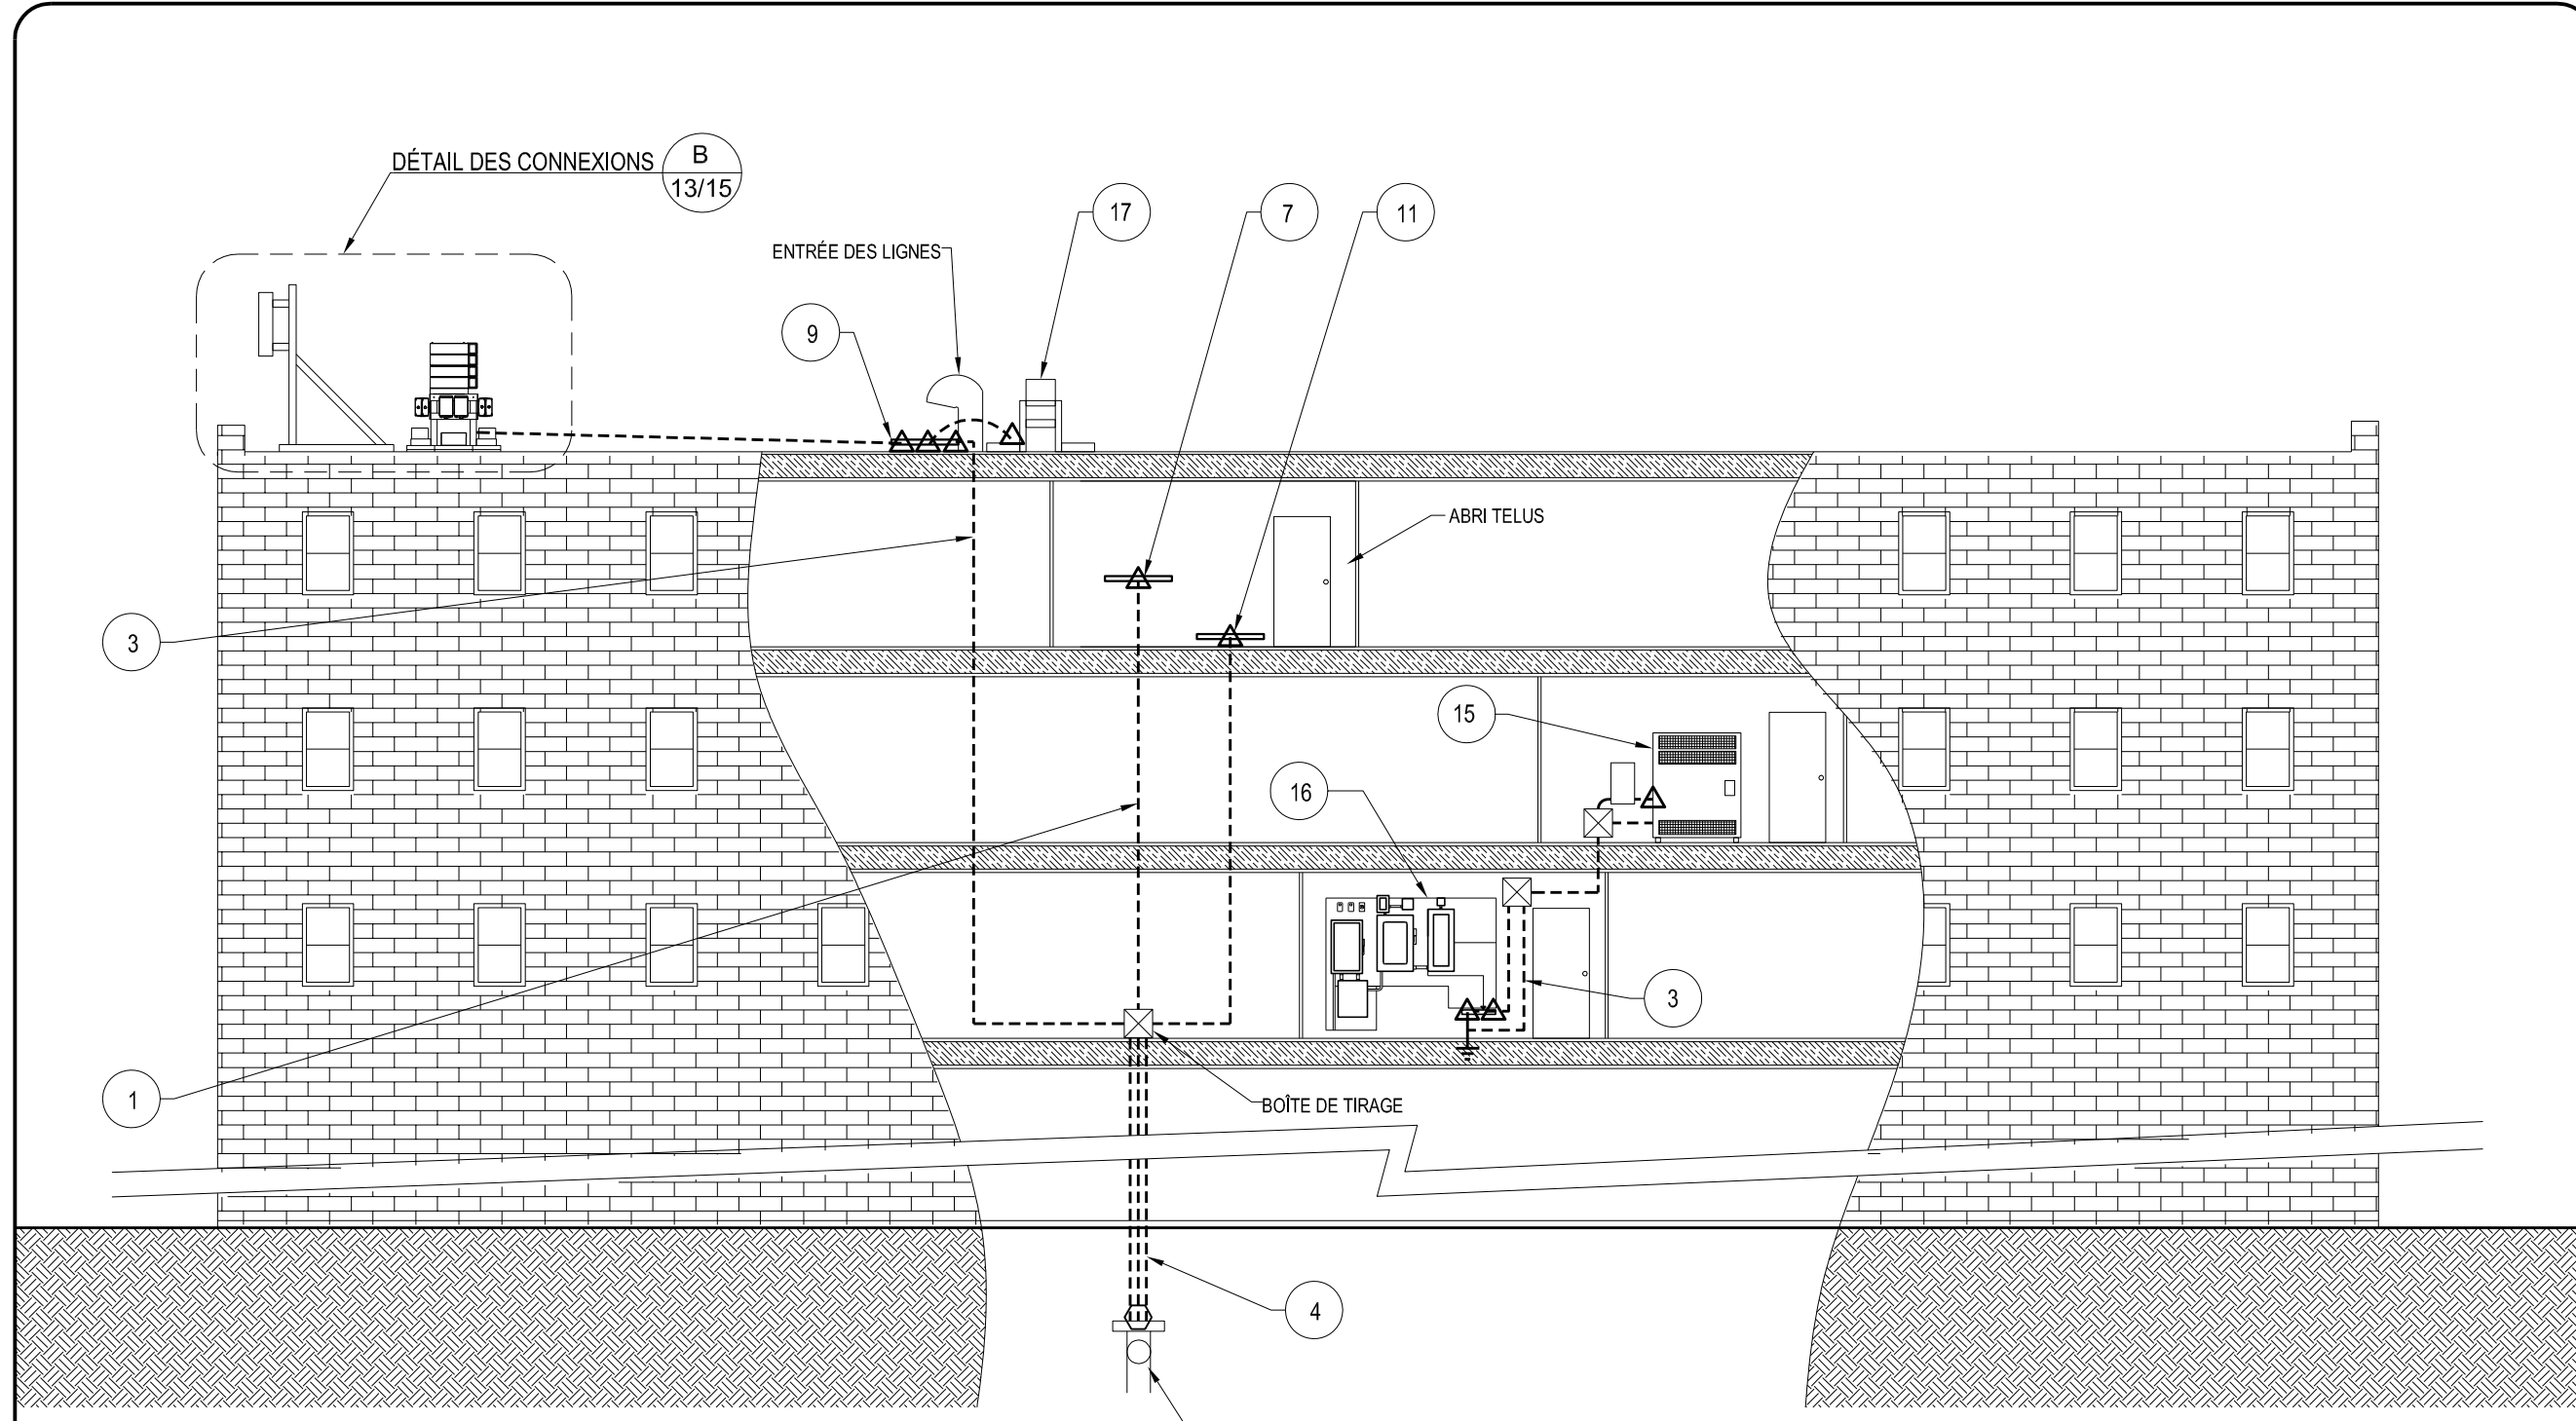 DÉTAIL DES CONNEXIONS
B
13/15
17
7
11
ENTRÉE DES LIGNES
9
ABRI TELUS
3
15
16
3
1
BOÎTE DE TIRAGE
4